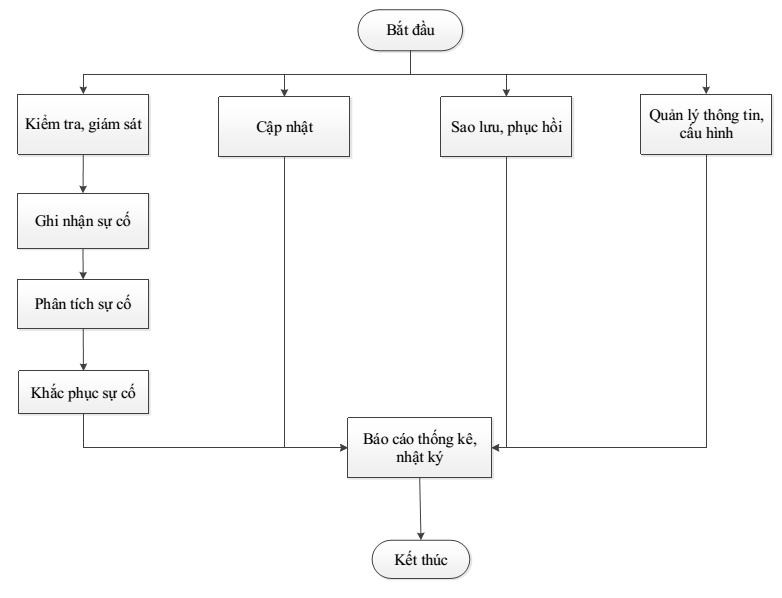 Bắt đầu
Kiểm tra, giám sát
Cập nhật
Sao lưu, phục hồi
Quản lý thông tin,
cấu hình
Ghi nhận sự cố
Phân tích sự cố
Khắc phục sự cố
Báo cáo thống kê,
nhật ký
Kết thúc